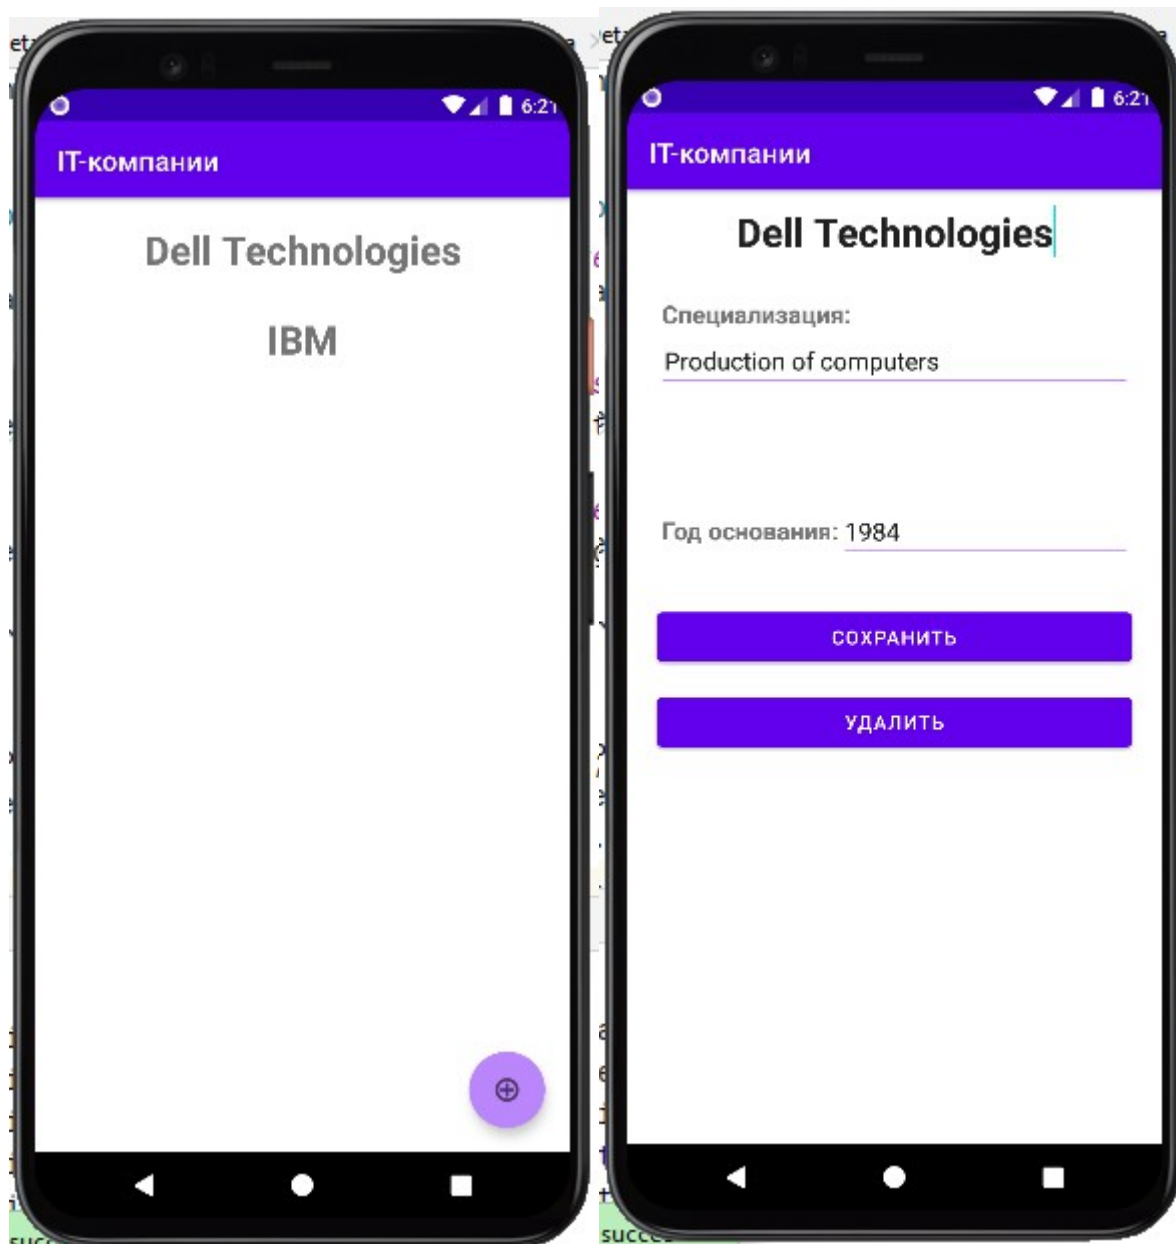 6:21
IT-компании
Dell Technologies
IBM
6:21
IT-компании
Dell Technologies
Специализация:
Production of computers
Год основания: 1984
СОХРАНИТЬ
УДАЛИТЬ